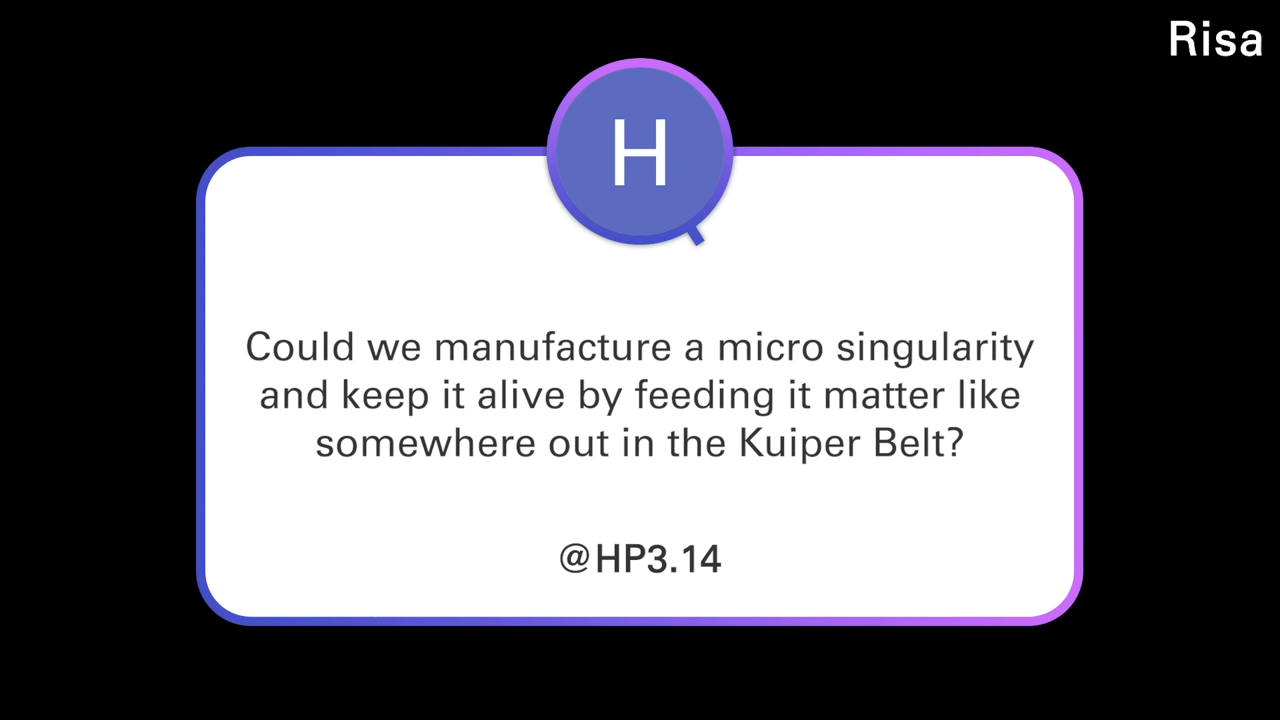 Risa
H
Could we manufacture a micro singularity
and keep it alive by feeding it matter like
somewhere out in the Kuiper Belt?
@HP3.14